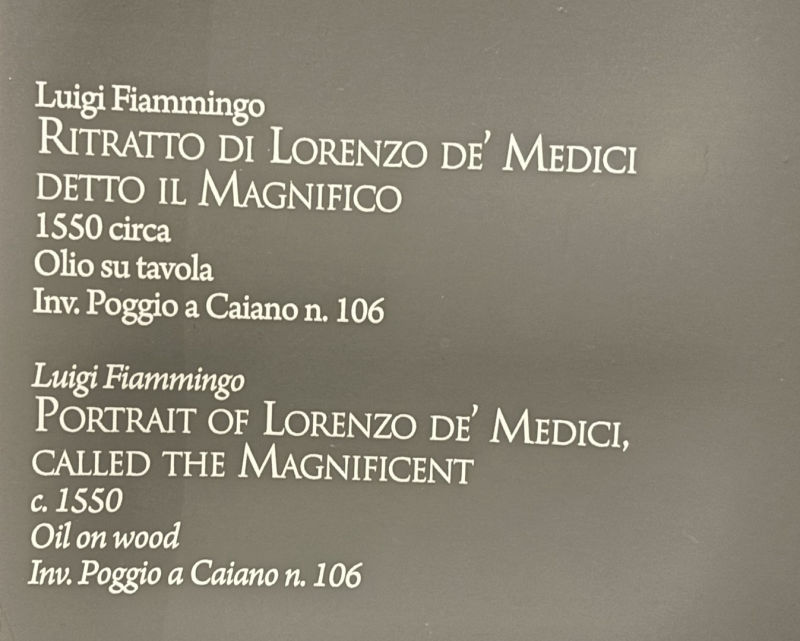 Luigi Fiammingo
Ritratto di Lorenzo de’ Medici
detto il Magnifico
1550 circa
Olio su tavola
Inv. Poggio a Caiano n. 106
Luigi Fiammingo
Portrait of Lorenzo de’ Medici,
called the Magnificent
c. 1550
Oil on wood
Inv. Poggio a Caiano n. 106